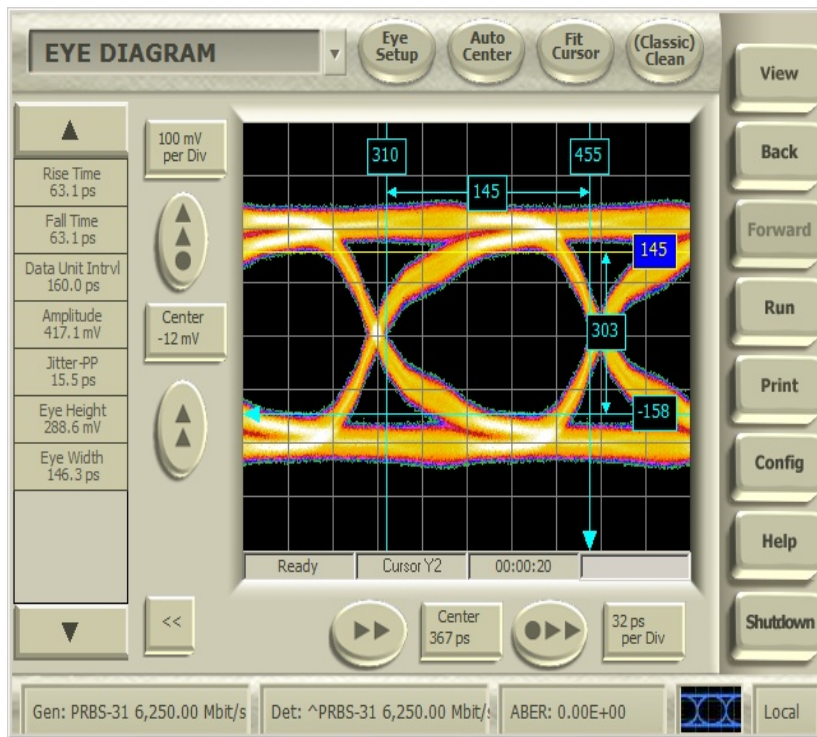 EYE DIAGRAM
Eye
Setup
Auto
Center
Fit
Cursor
(Classic)
Clean
View
Back
Forward
Run
Print
Config
Help
Shutdown
Rise Time
63.1 ps
Fall Time
63.1 ps
Data Unit Intrvl
160.0 ps
Amplitude
417.1 mV
Jitter-PP
15.5 ps
Eye Height
288.6 mV
Eye Width
146.3 ps
100 mV
per Div
Center
-12 mV
<<
310
455
145
145
303
-158
Ready
Cursor Y2
00:00:20
Center
367 ps
32 ps
per Div
Gen: PRBS-31 6,250.00 Mbit/s
Det: ^PRBS-31 6,250.00 Mbit/s
ABER: 0.00E+00
Local